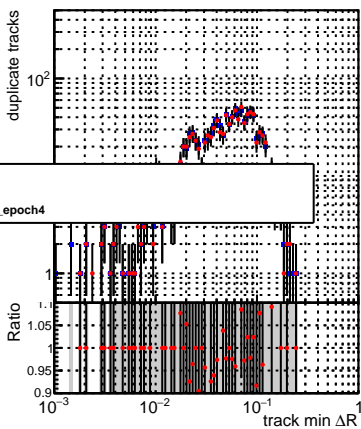 duplicate tracks
10²
_epoch4
1
Ratio
1.1
1.05
1
0.95
0.9
10⁻³ 10⁻² 10⁻¹ 1
track min ΔR